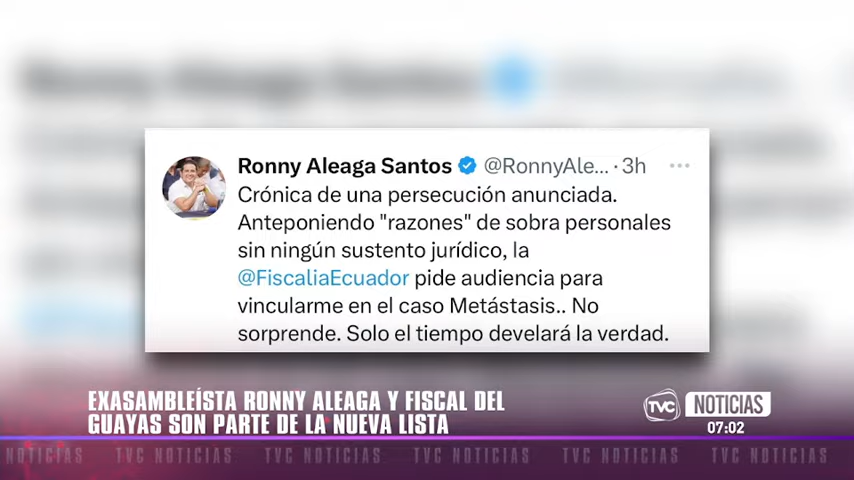 Ronny Aleaga Santos @RonnyAle... · 3h ...
Crónica de una persecución anunciada.
Anteponiendo "razones" de sobra personales
sin ningún sustento jurídico, la
@FiscaliaEcuador pide audiencia para
vincularme en el caso Metástasis.. No
sorprende. Solo el tiempo develará la verdad.
EXASAMBLEÍSTA RONNY ALEAGA Y FISCAL DEL
GUAYAS SON PARTE DE LA NUEVA LISTA
TVC NOTICIAS
07:02
NOTICIAS TVC NOTICIAS TVC NOTICIAS TVC NOTICIAS TVC NOTICIAS TVC NOTICIAS